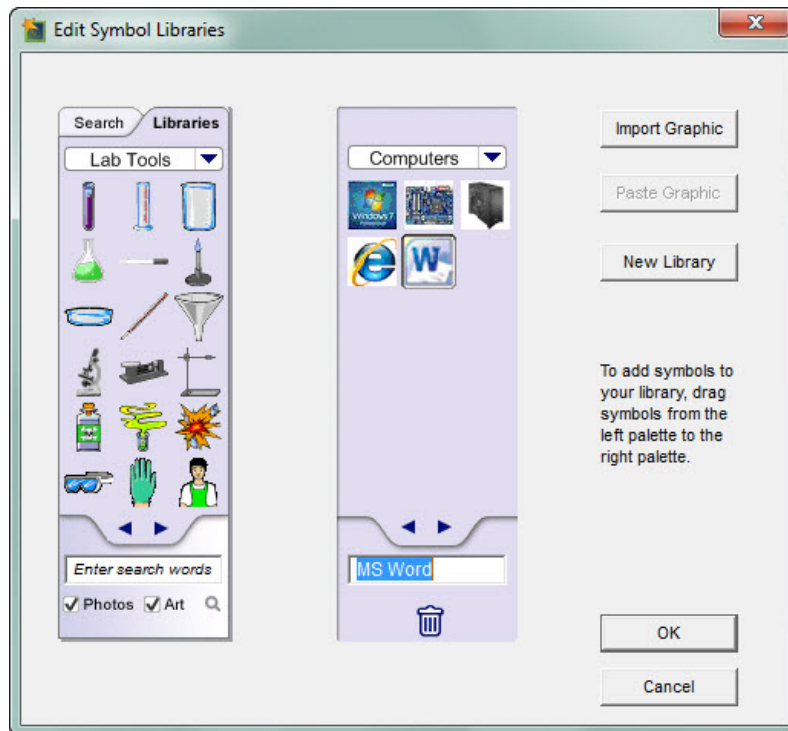 Edit Symbol Libraries
Search
Libraries
Lab Tools
Enter search words
Photos
Art
Computers
Windows 7
MS Word
Import Graphic
Paste Graphic
New Library
To add symbols to
your library, drag
symbols from the
left palette to the
right palette.
OK
Cancel